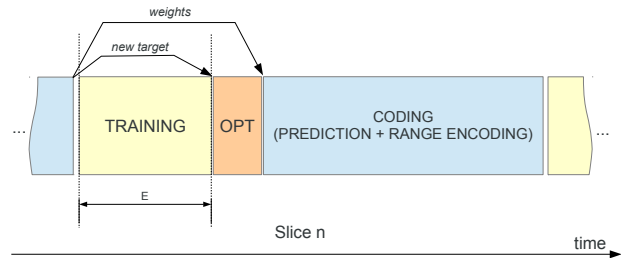 weights
new target
TRAINING
OPT
CODING
(PREDICTION + RANGE ENCODING)
...
...
E
Slice n
time